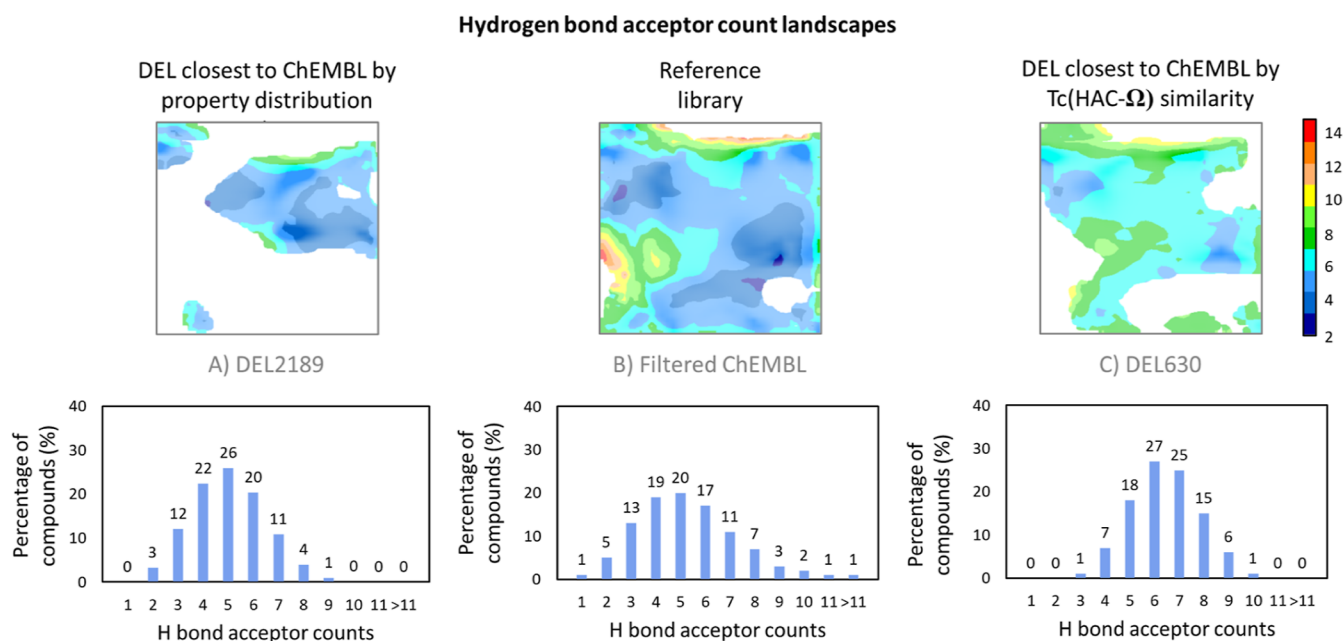 Hydrogen bond acceptor count landscapes
DEL closest to ChEMBL by
property distribution
Reference
library
DEL closest to ChEMBL by
Tc(HAC-Ω) similarity
14
12
10
8
6
4
2
A) DEL2189
B) Filtered ChEMBL
C) DEL630
Percentage of
compounds (%)
40
30
20
10
0
0
3
12
22
26
20
11
4
1
0
0
0
1 2 3 4 5 6 7 8 9 10 11 >11
H bond acceptor counts
Percentage of
compounds (%)
40
30
20
10
0
1
5
13
19
20
17
11
7
3
2
1
1
1 2 3 4 5 6 7 8 9 10 11 >11
H bond acceptor counts
Percentage of
compounds (%)
40
30
20
10
0
0
0
1
7
18
27
25
15
6
1
0
0
1 2 3 4 5 6 7 8 9 10 11 >11
H bond acceptor counts